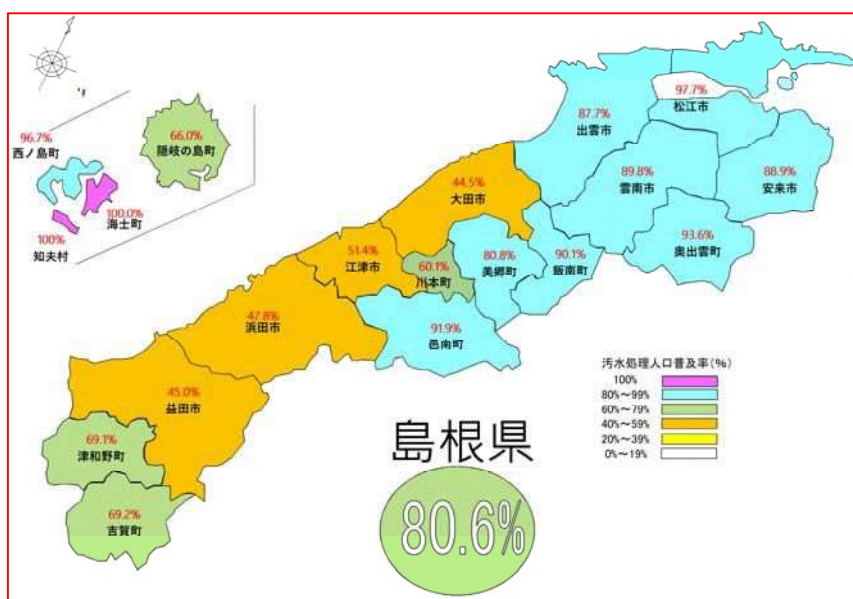 96.7%
西ノ島町
66.0%
隠岐の島町
100.0%
海士町
100%
知夫村
97.7%
松江市
87.7%
出雲市
89.8%
雲南市
88.9%
安来市
44.5%
大田市
93.6%
奥出雲町
51.4%
江津市
60.1%
川本町
80.8%
美郷町
90.1%
飯南町
47.8%
浜田市
91.9%
邑南町
45.0%
益田市
69.1%
津和野町
69.2%
吉賀町
汚水処理人口普及率(%)
100%
80%~99%
60%~79%
40%~59%
20%~39%
0%~19%
島根県
80.6%